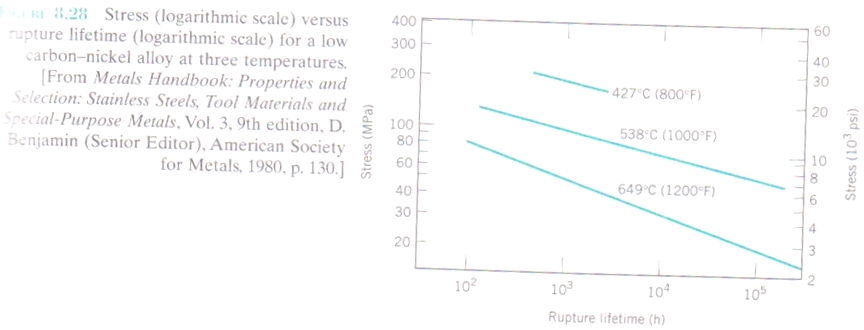 8.28 Stress (logarithmic scale) versus
rupture lifetime (logarithmic scale) for a low
carbon–nickel alloy at three temperatures.
[From Metals Handbook: Properties and
Selection: Stainless Steels, Tool Materials and
Special-Purpose Metals, Vol. 3, 9th edition, D.
Benjamin (Senior Editor), American Society
for Metals, 1980, p. 130.]
Stress (MPa)
400
300
200
100
80
60
40
30
20
427°C (800°F)
538°C (1000°F)
649°C (1200°F)
60
40
30
20
10
8
6
4
3
2
Stress (10³ psi)
10² 10³ 10⁴ 10⁵
Rupture lifetime (h)